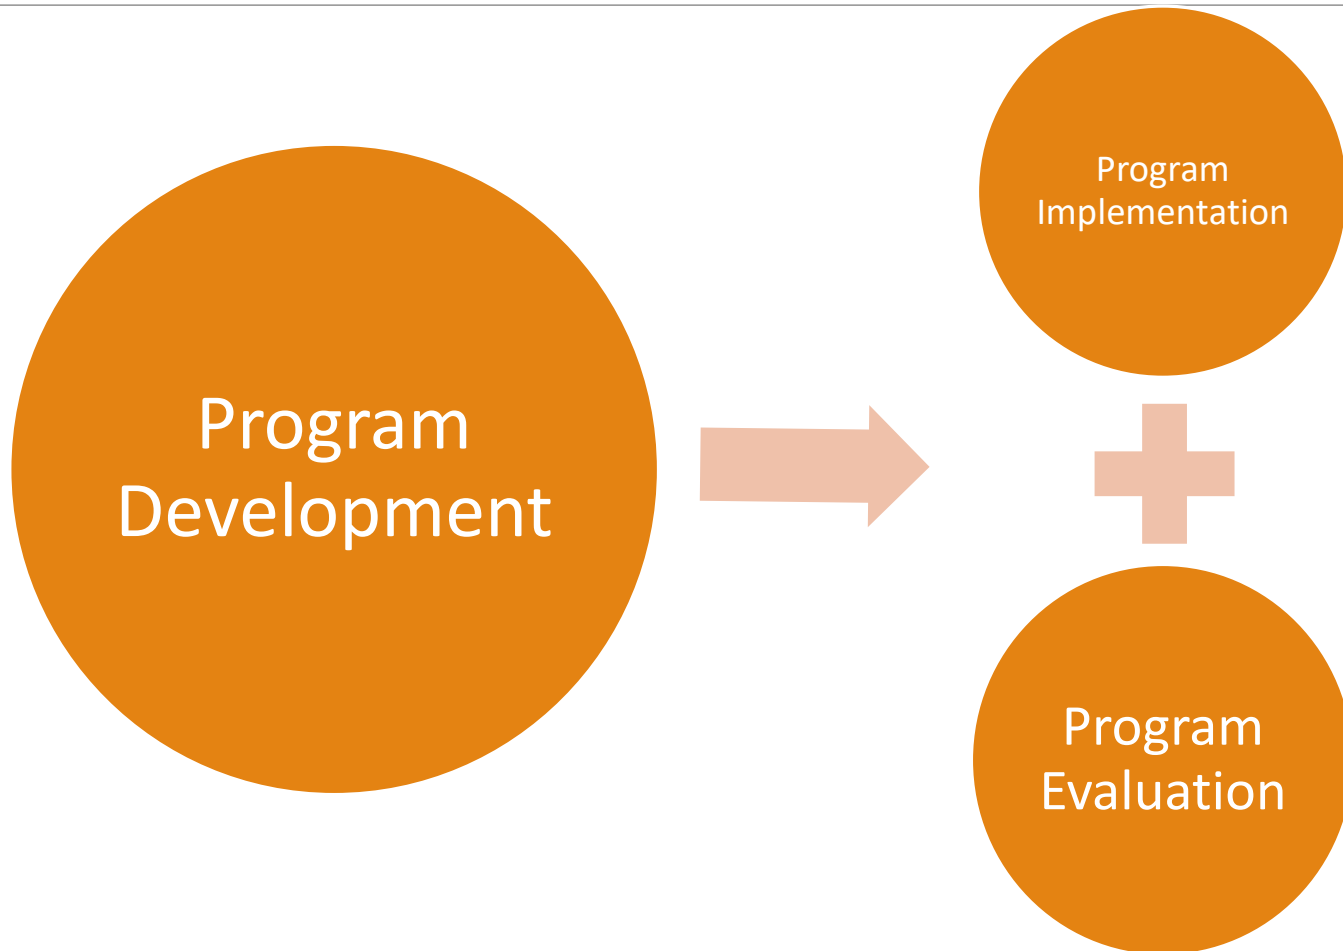 Program
Development
Program
Implementation
Program
Evaluation